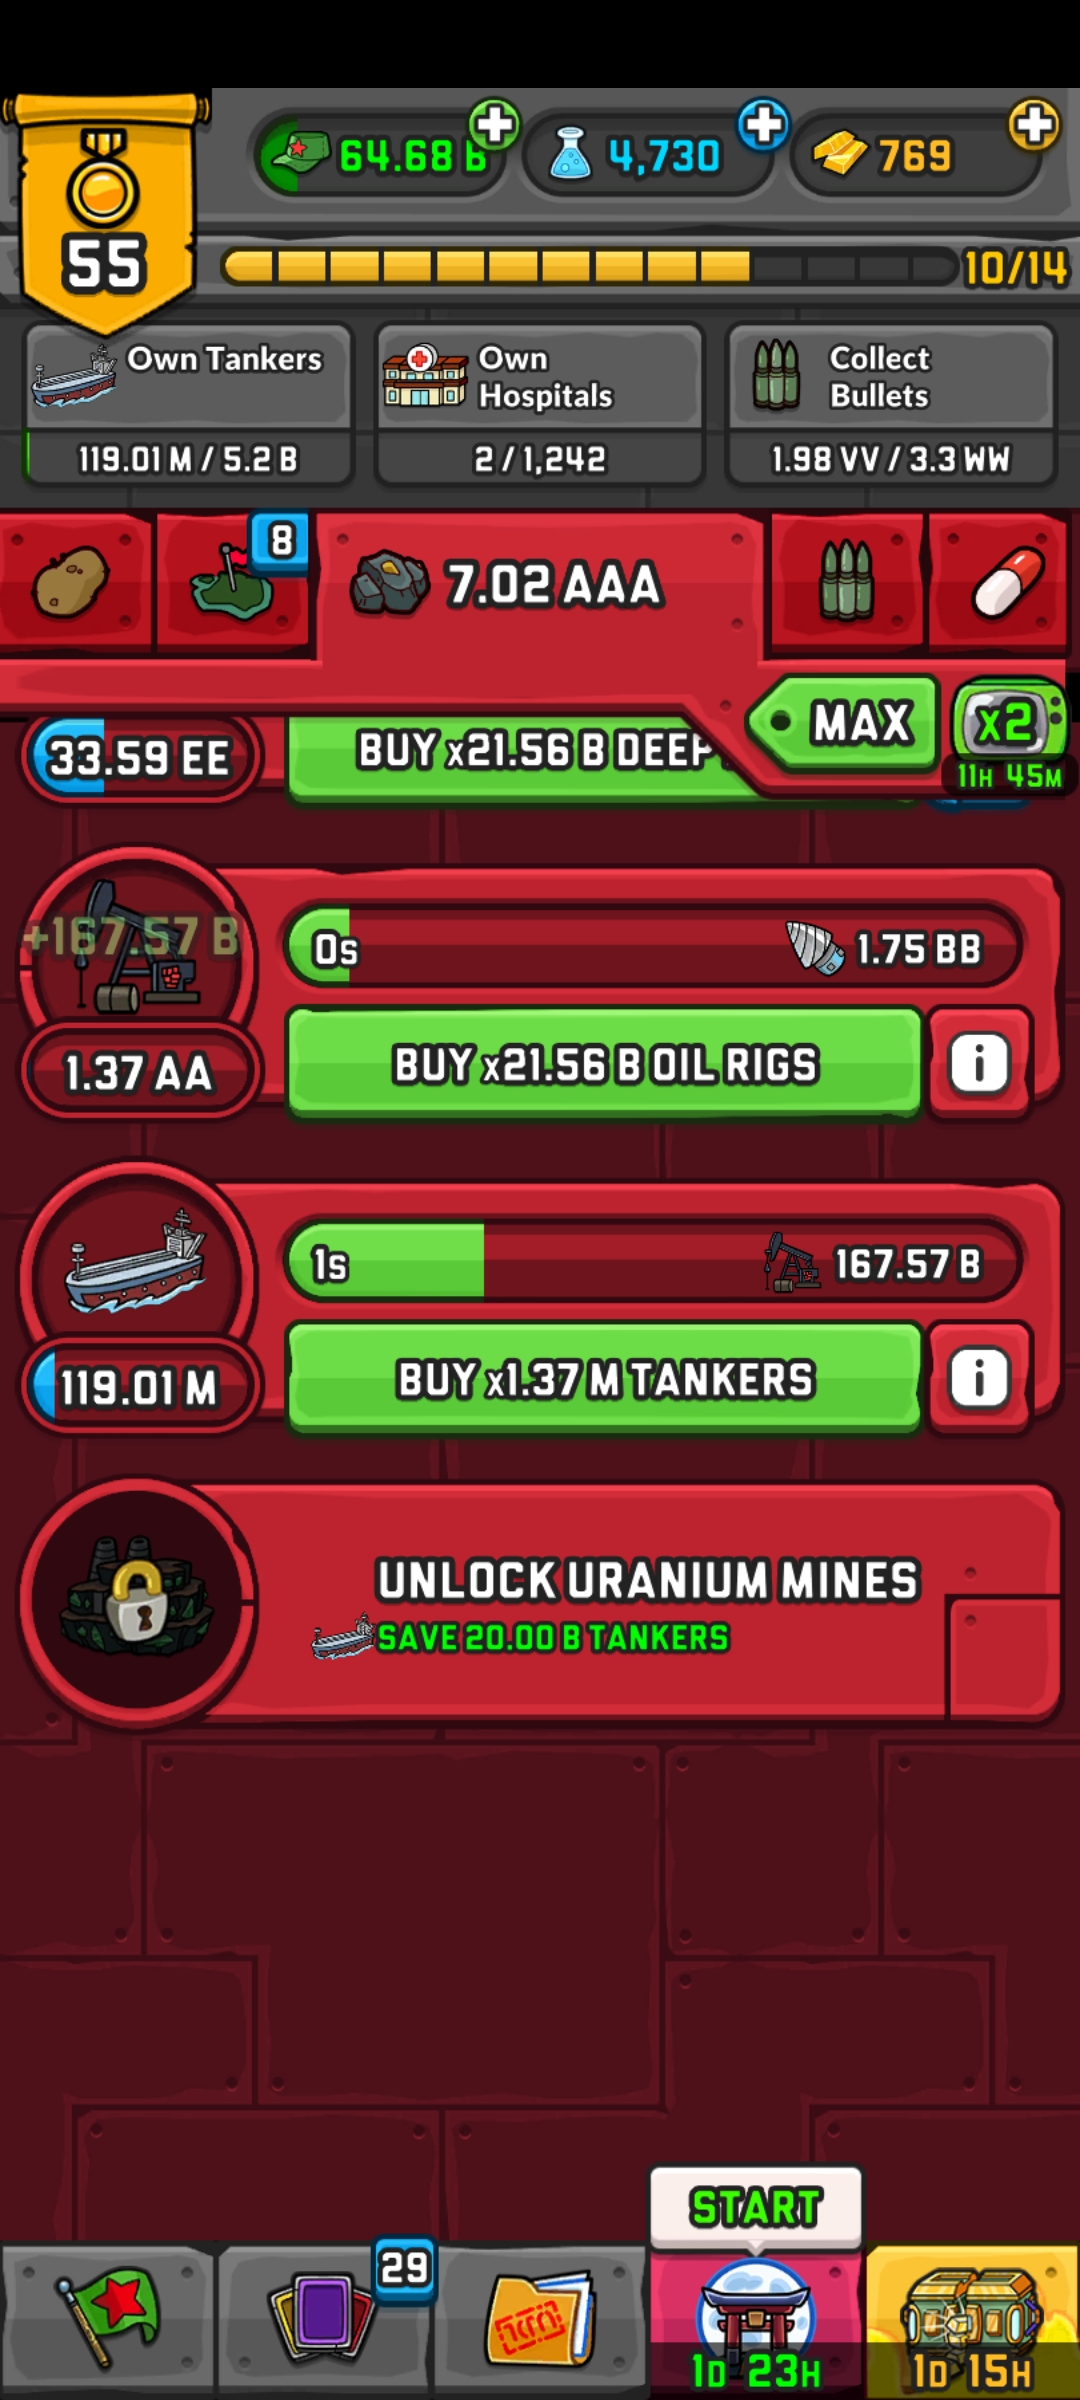 55
64.68 B
4,730
769
10/14
Own Tankers
119.01 M / 5.2 B
Own
Hospitals
2 / 1,242
Collect
Bullets
1.98 VV / 3.3 WW
8
7.02 AAA
MAX
x2
11H 45M
33.59 EE
BUY x21.56 B DEEP
+167.57 B
0s
1.75 BB
1.37 AA
BUY x21.56 B OIL RIGS
i
1s
167.57 B
119.01 M
BUY x1.37 M TANKERS
i
UNLOCK URANIUM MINES
SAVE 20.00 B TANKERS
START
29
1D 23H
1D 15H